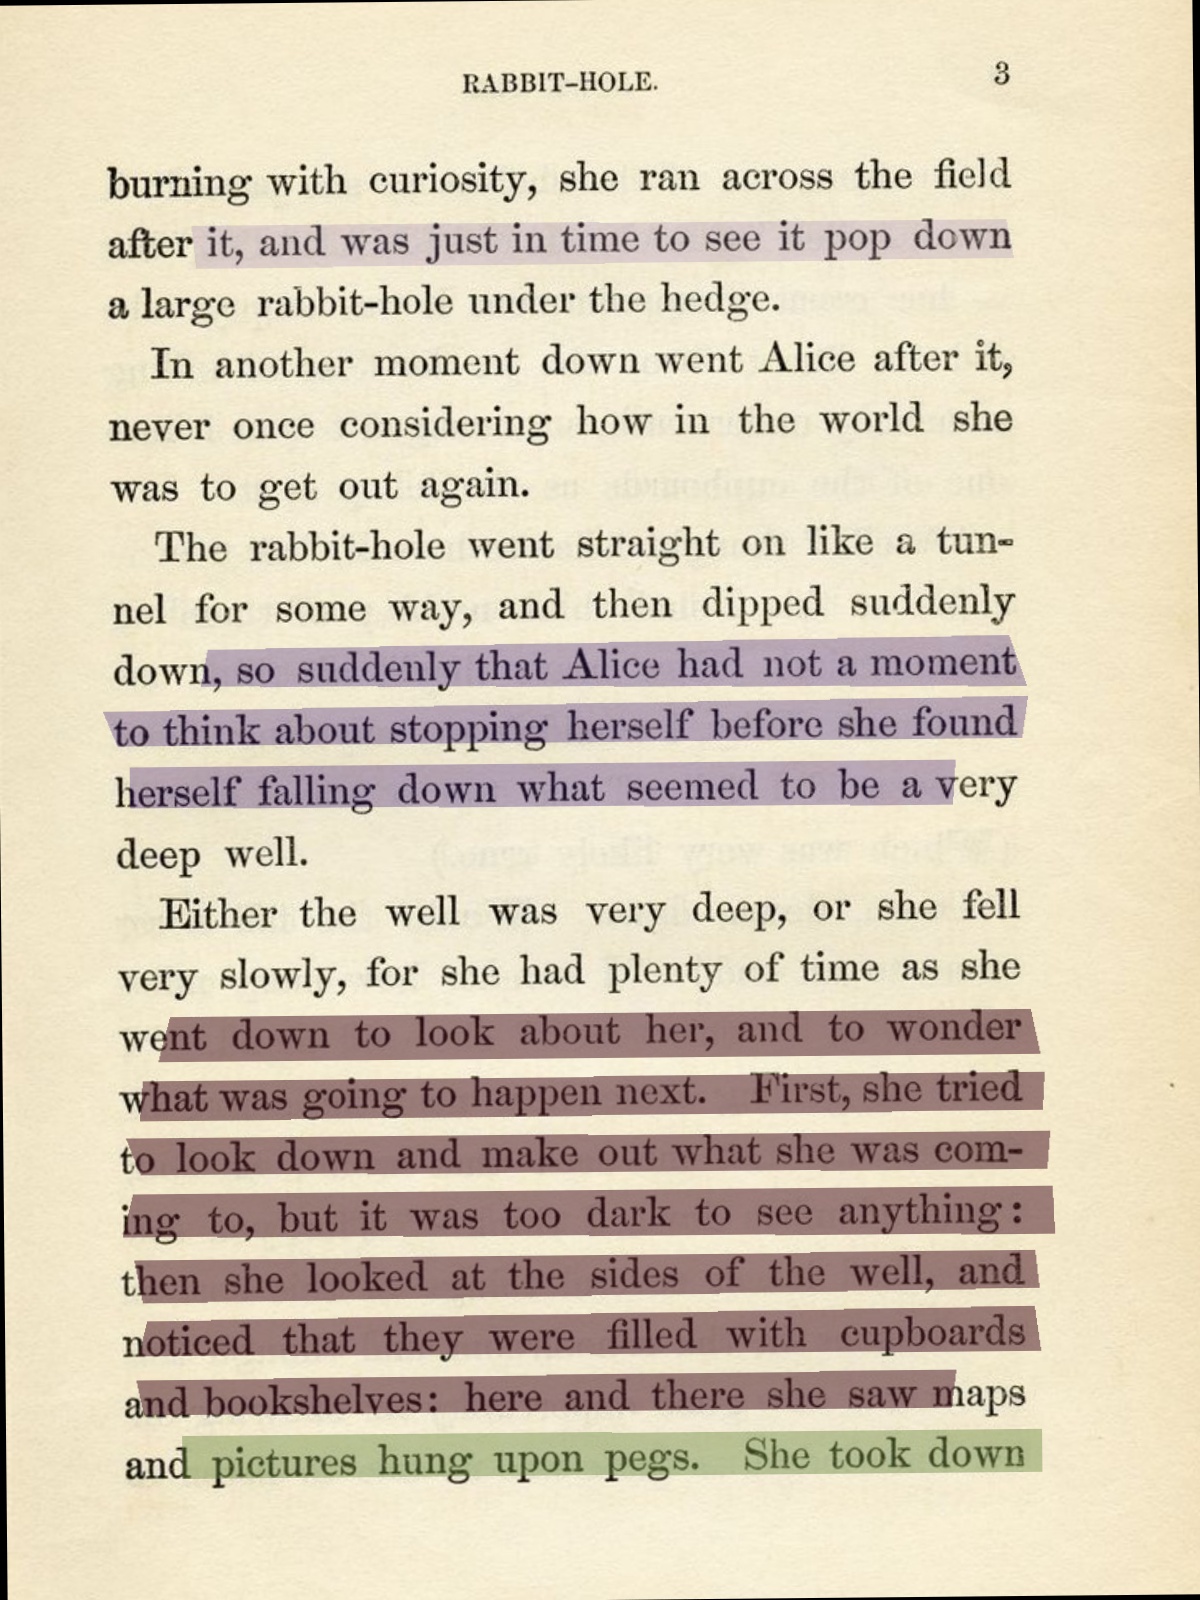 RABBIT-HOLE. 3
burning with curiosity, she ran across the field
after it, and was just in time to see it pop down
a large rabbit-hole under the hedge.
In another moment down went Alice after it,
never once considering how in the world she
was to get out again.
The rabbit-hole went straight on like a tun-
nel for some way, and then dipped suddenly
down, so suddenly that Alice had not a moment
to think about stopping herself before she found
herself falling down what seemed to be a very
deep well.
Either the well was very deep, or she fell
very slowly, for she had plenty of time as she
went down to look about her, and to wonder
what was going to happen next. First, she tried
to look down and make out what she was com-
ing to, but it was too dark to see anything:
then she looked at the sides of the well, and
noticed that they were filled with cupboards
and bookshelves: here and there she saw maps
and pictures hung upon pegs. She took down